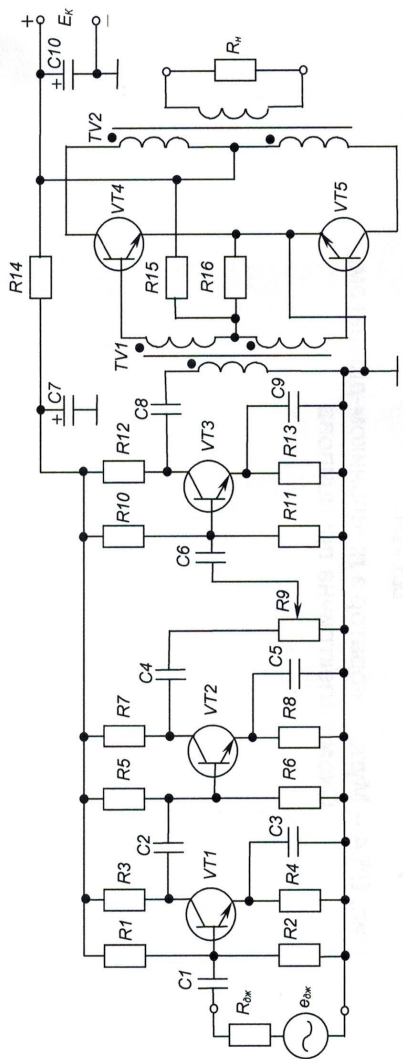 +
Eк
−
C10
+
Rн
TV2
VT4
VT5
R14
R15
R16
TV1
C7
+
C8
C9
R12
R10
VT3
R13
R11
C6
R9
C4
C5
R7
R5
VT2
R8
R6
C2
C3
R3
R1
VT1
R4
R2
C1
Rдж
eдж